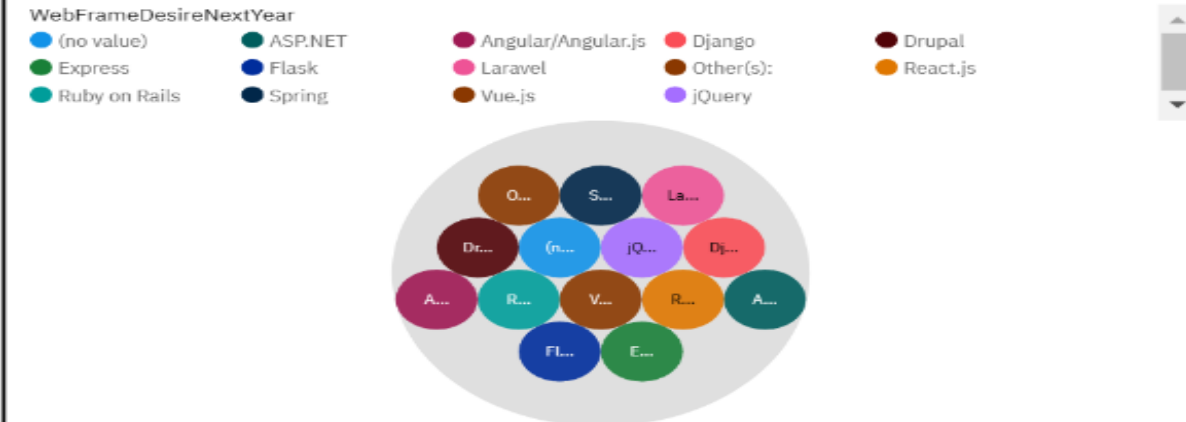 WebFrameDesireNextYear
(no value) ASP.NET Angular/Angular.js Django Drupal
Express Flask Laravel Other(s): React.js
Ruby on Rails Spring Vue.js jQuery
O... S... La...
Dr... (n... jQ... Dj...
A... R... V... R... A...
Fl... E...